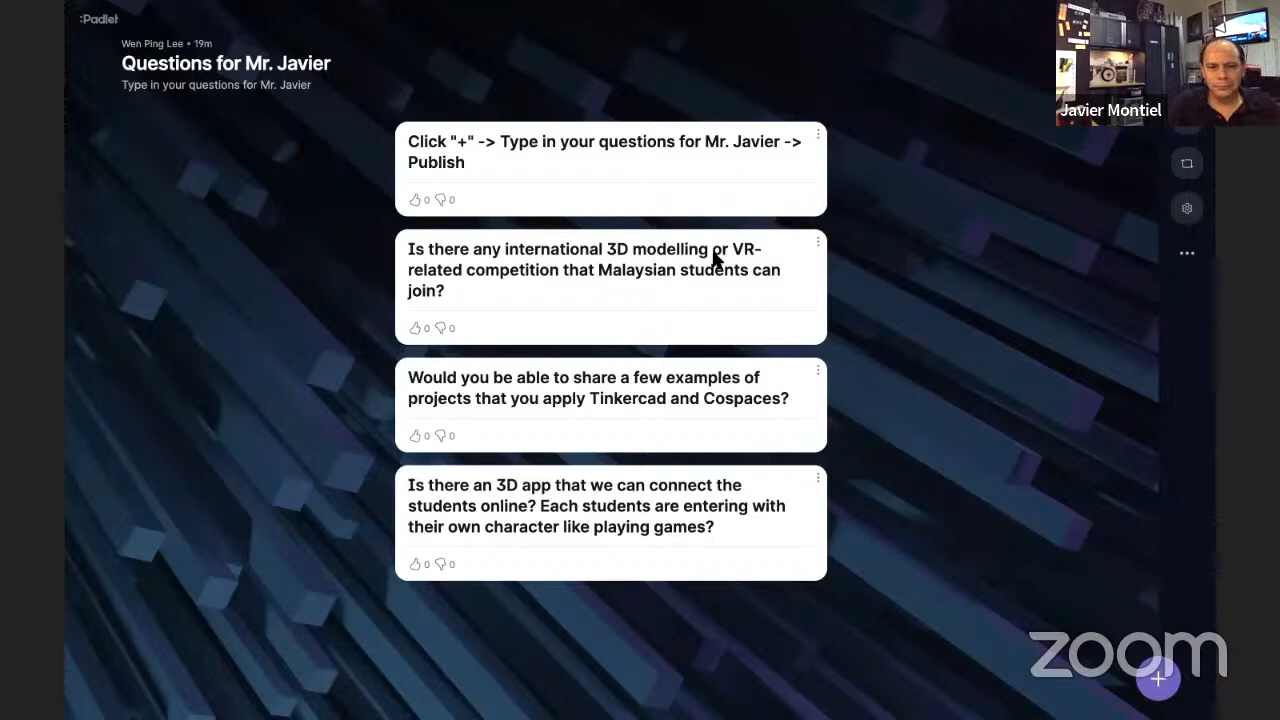 :Padlet
Wen Ping Lee • 19m
Questions for Mr. Javier
Type in your questions for Mr. Javier
Javier Montiel
Click "+" -> Type in your questions for Mr. Javier ->
Publish
0 0
Is there any international 3D modelling or VR-
related competition that Malaysian students can
join?
0 0
Would you be able to share a few examples of
projects that you apply Tinkercad and Cospaces?
0 0
Is there an 3D app that we can connect the
students online? Each students are entering with
their own character like playing games?
0 0
zoom